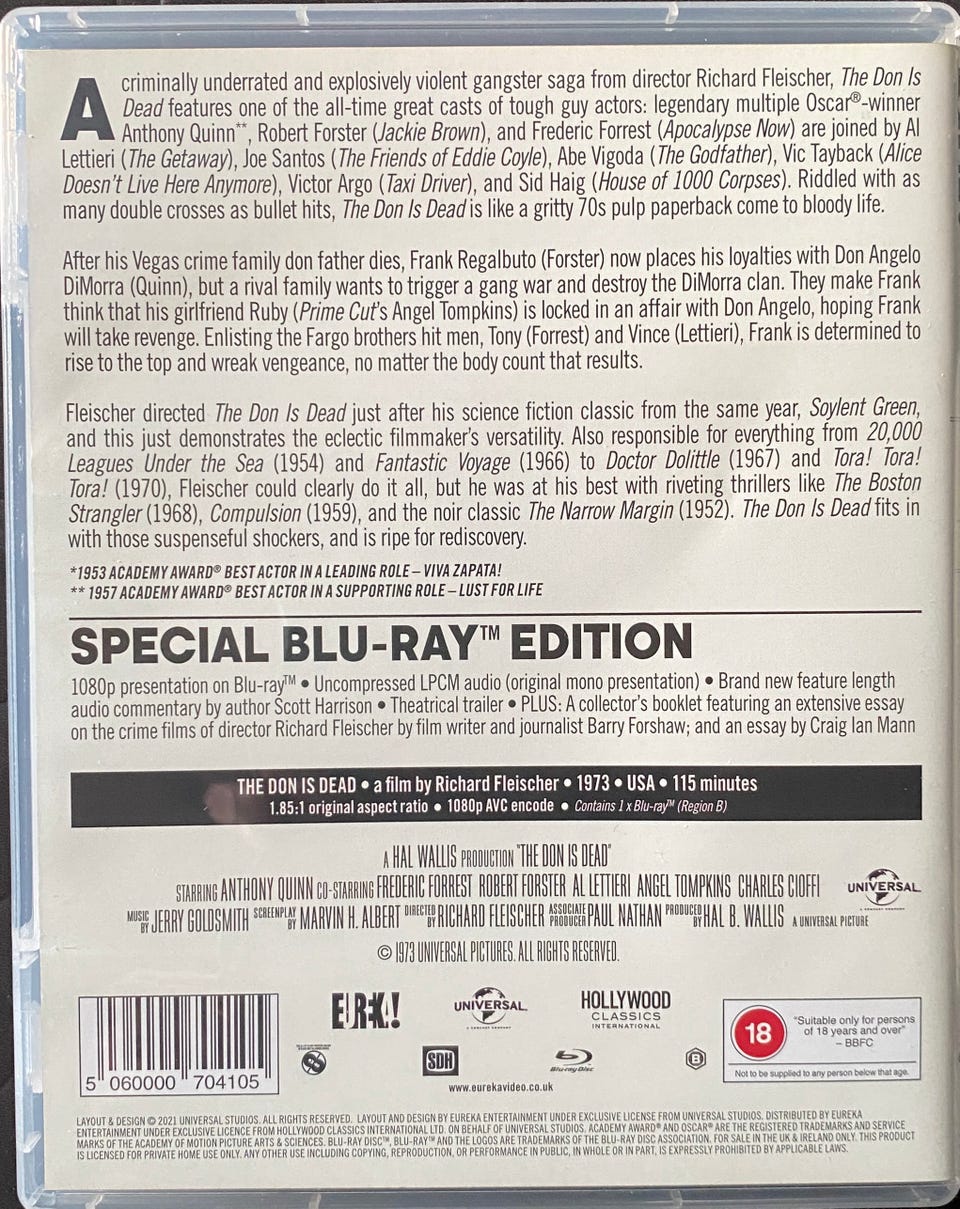 A criminally underrated and explosively violent gangster saga from director Richard Fleischer, The Don Is
Dead features one of the all-time great casts of tough guy actors: legendary multiple Oscar®-winner
Anthony Quinn**, Robert Forster (Jackie Brown), and Frederic Forrest (Apocalypse Now) are joined by Al
Lettieri (The Getaway), Joe Santos (The Friends of Eddie Coyle), Abe Vigoda (The Godfather), Vic Tayback (Alice
Doesn't Live Here Anymore), Victor Argo (Taxi Driver), and Sid Haig (House of 1000 Corpses). Riddled with as
many double crosses as bullet hits, The Don Is Dead is like a gritty 70s pulp paperback come to bloody life.
After his Vegas crime family don father dies, Frank Regalbuto (Forster) now places his loyalties with Don Angelo
DiMorra (Quinn), but a rival family wants to trigger a gang war and destroy the DiMorra clan. They make Frank
think that his girlfriend Ruby (Prime Cut's Angel Tompkins) is locked in an affair with Don Angelo, hoping Frank
will take revenge. Enlisting the Fargo brothers hit men, Tony (Forrest) and Vince (Lettieri), Frank is determined to
rise to the top and wreak vengeance, no matter the body count that results.
Fleischer directed The Don Is Dead just after his science fiction classic from the same year, Soylent Green,
and this just demonstrates the eclectic filmmaker's versatility. Also responsible for everything from 20,000
Leagues Under the Sea (1954) and Fantastic Voyage (1966) to Doctor Dolittle (1967) and Tora! Tora!
Tora! (1970), Fleischer could clearly do it all, but he was at his best with riveting thrillers like The Boston
Strangler (1968), Compulsion (1959), and the noir classic The Narrow Margin (1952). The Don Is Dead fits in
with those suspenseful shockers, and is ripe for rediscovery.
*1953 ACADEMY AWARD® BEST ACTOR IN A LEADING ROLE – VIVA ZAPATA!
** 1957 ACADEMY AWARD® BEST ACTOR IN A SUPPORTING ROLE – LUST FOR LIFE
SPECIAL BLU-RAY™ EDITION
1080p presentation on Blu-ray™ • Uncompressed LPCM audio (original mono presentation) • Brand new feature length
audio commentary by author Scott Harrison • Theatrical trailer • PLUS: A collector's booklet featuring an extensive essay
on the crime films of director Richard Fleischer by film writer and journalist Barry Forshaw; and an essay by Craig Ian Mann
THE DON IS DEAD • a film by Richard Fleischer • 1973 • USA • 115 minutes
1.85:1 original aspect ratio • 1080p AVC encode • Contains 1 x Blu-ray™ (Region B)
A HAL WALLIS PRODUCTION "THE DON IS DEAD"
STARRING ANTHONY QUINN CO-STARRING FREDERIC FORREST ROBERT FORSTER AL LETTIERI ANGEL TOMPKINS CHARLES CIOFFI
UNIVERSAL
MUSIC BY JERRY GOLDSMITH SCREENPLAY BY MARVIN H. ALBERT DIRECTED BY RICHARD FLEISCHER ASSOCIATE PRODUCER PAUL NATHAN PRODUCED BY HAL B. WALLIS A UNIVERSAL PICTURE
© 1973 UNIVERSAL PICTURES. ALL RIGHTS RESERVED.
EUREKA!
UNIVERSAL
HOLLYWOOD
CLASSICS
INTERNATIONAL
18
"Suitable only for persons
of 18 years and over"
– BBFC
Not to be supplied to any person below that age.
SDH
Blu-ray Disc
B
5 060000 704105
www.eurekavideo.co.uk
LAYOUT & DESIGN © 2021 UNIVERSAL STUDIOS. ALL RIGHTS RESERVED. LAYOUT AND DESIGN BY EUREKA ENTERTAINMENT UNDER EXCLUSIVE LICENSE FROM UNIVERSAL STUDIOS. DISTRIBUTED BY EUREKA
ENTERTAINMENT UNDER EXCLUSIVE LICENCE FROM HOLLYWOOD CLASSICS INTERNATIONAL LTD. ON BEHALF OF UNIVERSAL STUDIOS. ACADEMY AWARD® AND OSCAR® ARE THE REGISTERED TRADEMARKS AND SERVICE
MARKS OF THE ACADEMY OF MOTION PICTURE ARTS & SCIENCES. BLU-RAY DISC™, BLU-RAY™ AND THE LOGOS ARE TRADEMARKS OF THE BLU-RAY DISC ASSOCIATION. FOR SALE IN THE UK & IRELAND ONLY. THIS PRODUCT
IS LICENSED FOR PRIVATE HOME USE ONLY. ANY OTHER USE INCLUDING COPYING, REPRODUCTION, OR PERFORMANCE IN PUBLIC, IN WHOLE OR IN PART, IS EXPRESSLY PROHIBITED BY APPLICABLE LAWS.